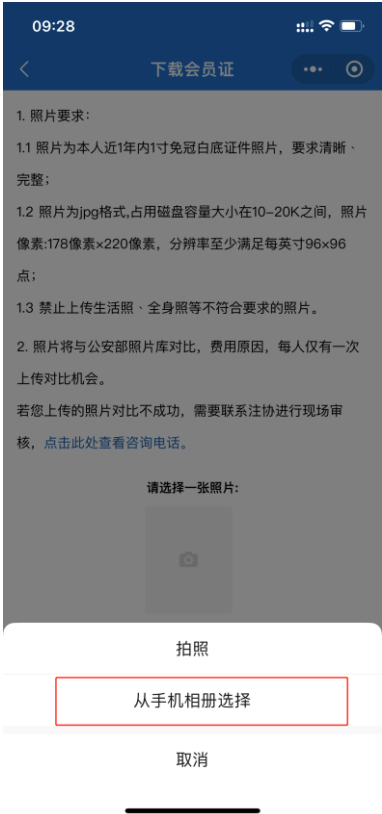 09:28
下载会员证
1. 照片要求：
1.1 照片为本人近1年内1寸免冠白底证件照片，要求清晰、
完整；
1.2 照片为jpg格式,占用磁盘容量大小在10-20K之间，照片
像素:178像素×220像素，分辨率至少满足每英寸96×96
点；
1.3 禁止上传生活照、全身照等不符合要求的照片。
2. 照片将与公安部照片库对比，费用原因，每人仅有一次
上传对比机会。
若您上传的照片对比不成功，需要联系注协进行现场审
核，点击此处查看咨询电话。
请选择一张照片:
拍照
从手机相册选择
取消